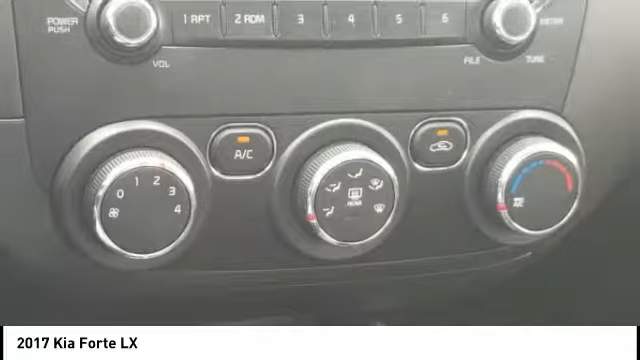 POWER PUSH
VOL
1 RPT 2 RDM 3 4 5 6
ENTER
FILE TUNE
A/C
0 1 2 3 4
REAR
2017 Kia Forte LX